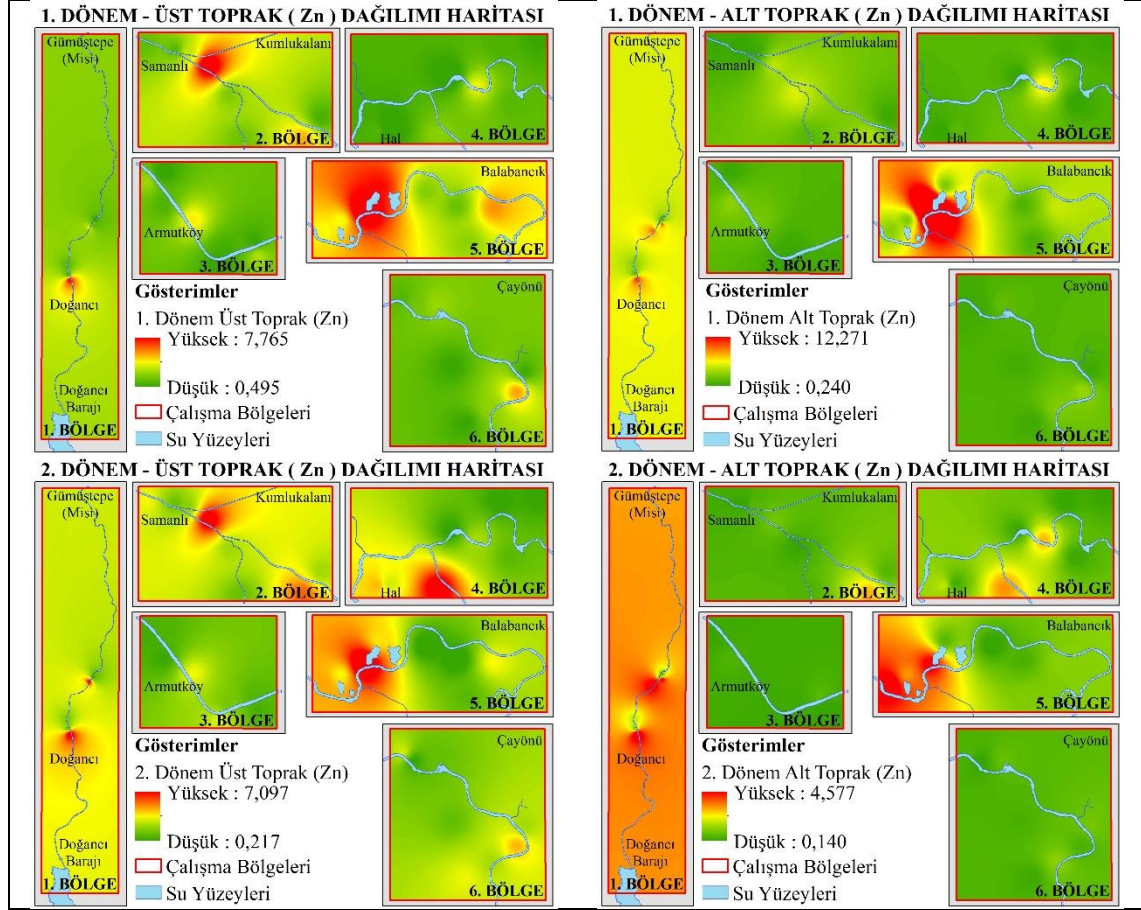 1. DÖNEM - ÜST TOPRAK ( Zn ) DAĞILIMI HARİTASI
Gümüştepe
(Misi)
Doğancı
Doğancı
Barajı
1. BÖLGE
Kumlukalanı
Samanlı
2. BÖLGE
Hal
4. BÖLGE
Armutköy
3. BÖLGE
Balabancık
5. BÖLGE
Çayönü
6. BÖLGE
Gösterimler
1. Dönem Üst Toprak (Zn)
Yüksek : 7,765
Düşük : 0,495
Çalışma Bölgeleri
Su Yüzeyleri
1. DÖNEM - ALT TOPRAK ( Zn ) DAĞILIMI HARİTASI
Gümüştepe
(Misi)
Doğancı
Doğancı
Barajı
1. BÖLGE
Kumlukalanı
Samanlı
2. BÖLGE
Hal
4. BÖLGE
Armutköy
3. BÖLGE
Balabancık
5. BÖLGE
Çayönü
6. BÖLGE
Gösterimler
1. Dönem Alt Toprak (Zn)
Yüksek : 12,271
Düşük : 0,240
Çalışma Bölgeleri
Su Yüzeyleri
2. DÖNEM - ÜST TOPRAK ( Zn ) DAĞILIMI HARİTASI
Gümüştepe
(Misi)
Doğancı
Doğancı
Barajı
1. BÖLGE
Kumlukalanı
Samanlı
2. BÖLGE
Hal
4. BÖLGE
Armutköy
3. BÖLGE
Balabancık
5. BÖLGE
Çayönü
6. BÖLGE
Gösterimler
2. Dönem Üst Toprak (Zn)
Yüksek : 7,097
Düşük : 0,217
Çalışma Bölgeleri
Su Yüzeyleri
2. DÖNEM - ALT TOPRAK ( Zn ) DAĞILIMI HARİTASI
Gümüştepe
(Misi)
Doğancı
Doğancı
Barajı
1. BÖLGE
Kumlukalanı
Samanlı
2. BÖLGE
Hal
4. BÖLGE
Armutköy
3. BÖLGE
Balabancık
5. BÖLGE
Çayönü
6. BÖLGE
Gösterimler
2. Dönem Alt Toprak (Zn)
Yüksek : 4,577
Düşük : 0,140
Çalışma Bölgeleri
Su Yüzeyleri